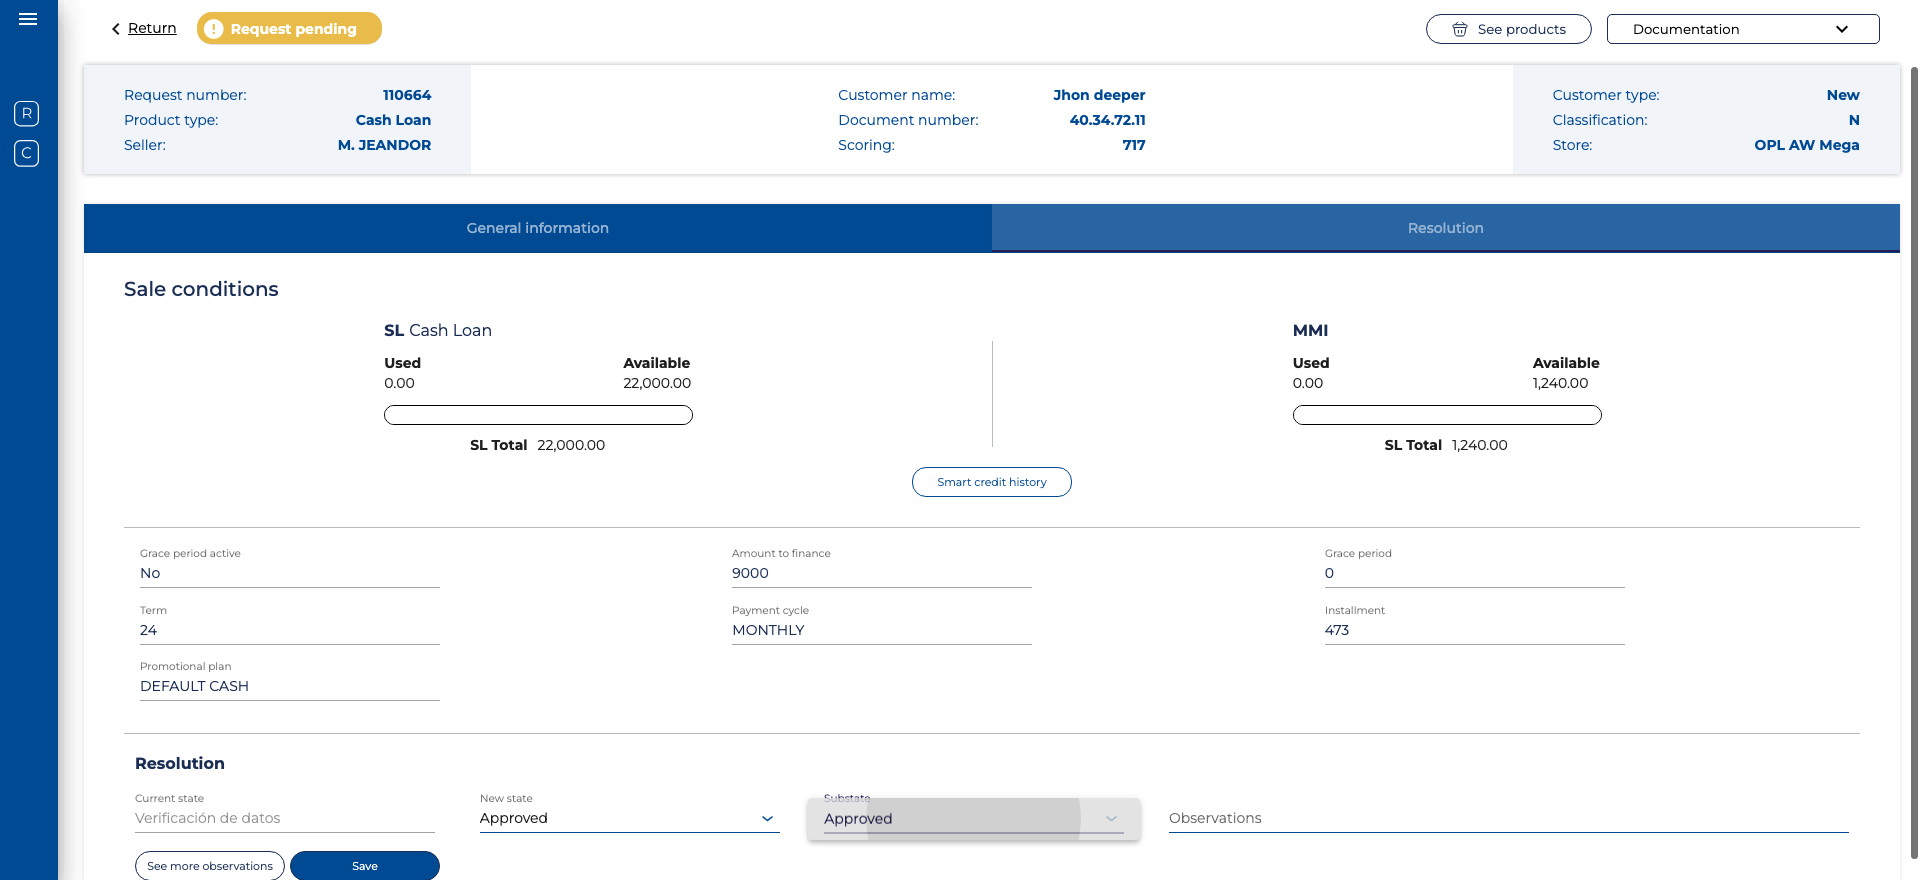 Return
Request pending
See products
Documentation
R
C
Request number: 110664
Product type: Cash Loan
Seller: M. JEANDOR
Customer name: Jhon deeper
Document number: 40.34.72.11
Scoring: 717
Customer type: New
Classification: N
Store: OPL AW Mega
General information
Resolution
Sale conditions
SL Cash Loan
Used Available
0.00 22,000.00
SL Total 22,000.00
MMI
Used Available
0.00 1,240.00
SL Total 1,240.00
Smart credit history
Grace period active
No
Amount to finance
9000
Grace period
0
Term
24
Payment cycle
MONTHLY
Installment
473
Promotional plan
DEFAULT CASH
Resolution
Current state
Verificación de datos
New state
Approved
Substate
Approved
Observations
See more observations
Save